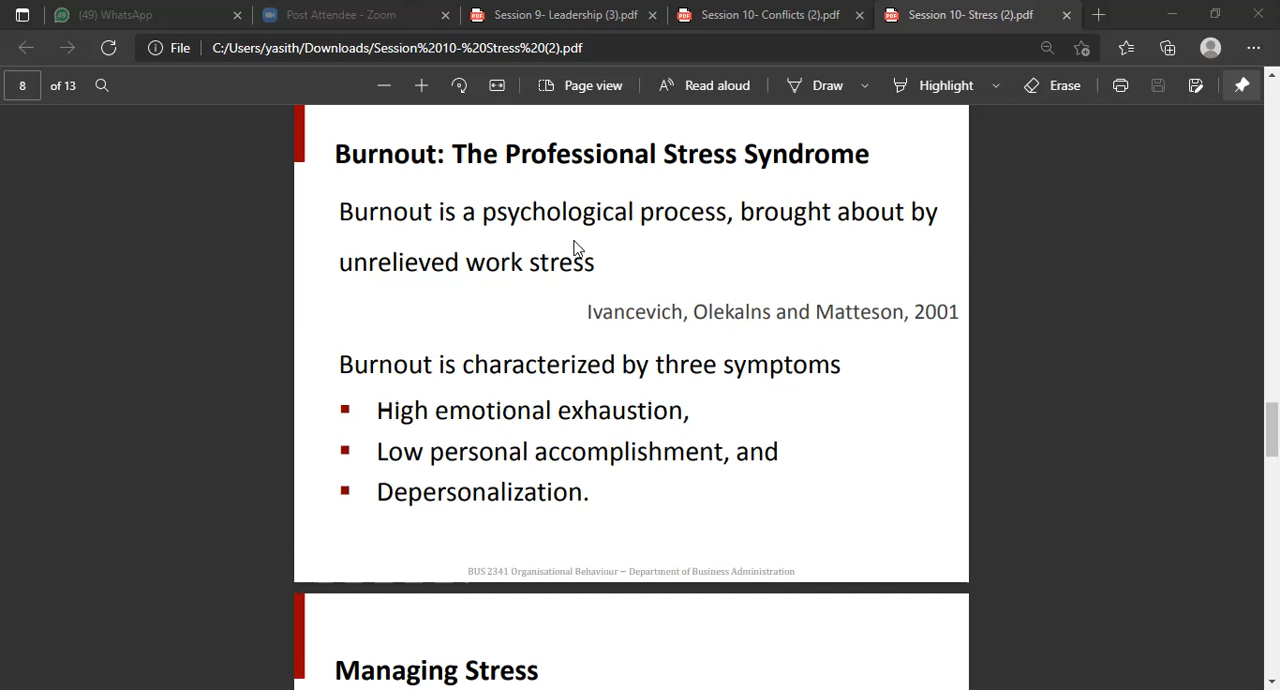 (49) WhatsApp
Post Attendee - Zoom
Session 9- Leadership (3).pdf
Session 10- Conflicts (2).pdf
Session 10- Stress (2).pdf
File
C:/Users/yasith/Downloads/Session%2010-%20Stress%20(2).pdf
8 of 13
Page view
Read aloud
Draw
Highlight
Erase
Burnout: The Professional Stress Syndrome
Burnout is a psychological process, brought about by
unrelieved work stress
Ivancevich, Olekalns and Matteson, 2001
Burnout is characterized by three symptoms
▪ High emotional exhaustion,
▪ Low personal accomplishment, and
▪ Depersonalization.
BUS 2341 Organisational Behaviour – Department of Business Administration
Managing Stress